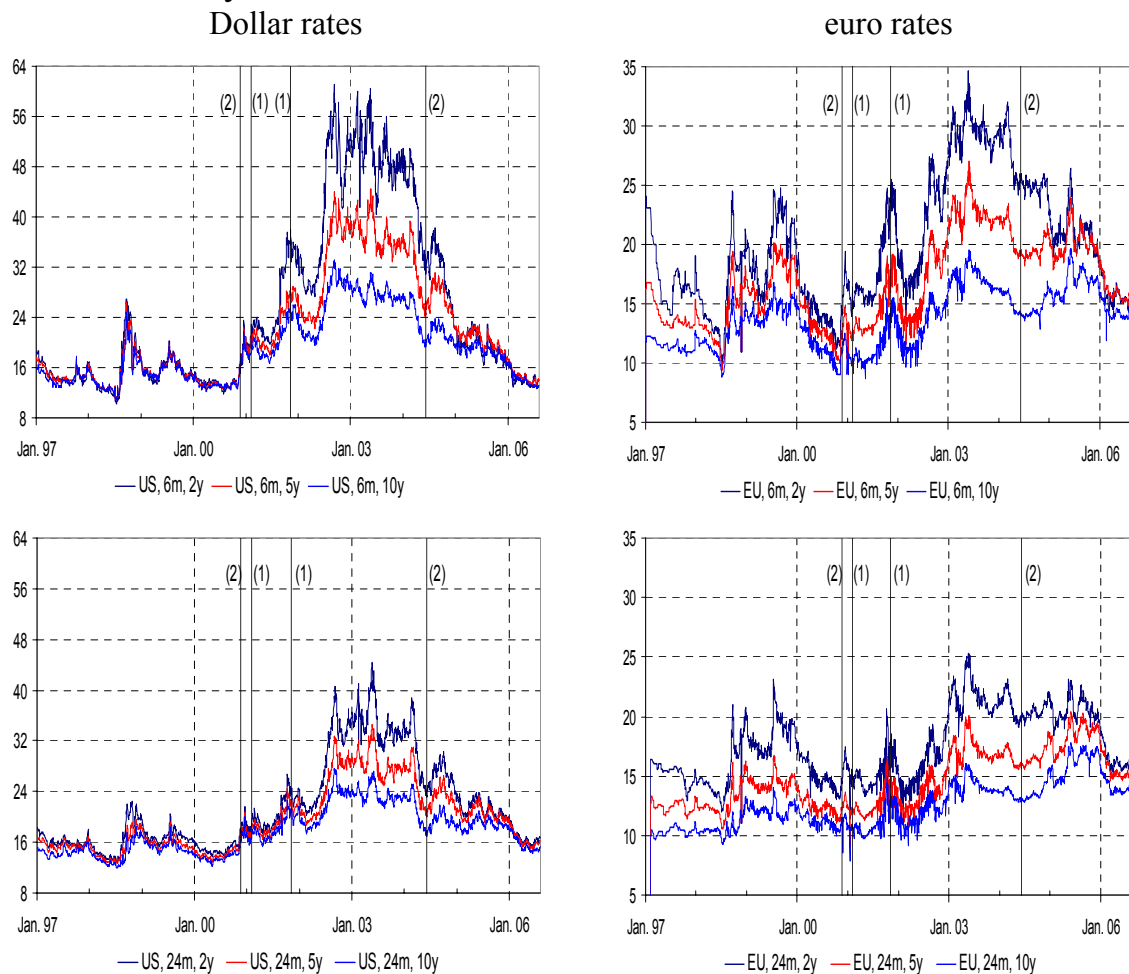 Dollar rates
euro rates
64
56
48
40
32
24
16
8
(2)
(1)
(1)
(2)
Jan. 97
Jan. 00
Jan. 03
Jan. 06
US, 6m, 2y
US, 6m, 5y
US, 6m, 10y
35
30
25
20
15
10
5
(2)
(1)
(1)
(2)
Jan. 97
Jan. 00
Jan. 03
Jan. 06
EU, 6m, 2y
EU, 6m, 5y
EU, 6m, 10y
64
56
48
40
32
24
16
8
(2)
(1)
(1)
(2)
Jan. 97
Jan. 00
Jan. 03
Jan. 06
US, 24m, 2y
US, 24m, 5y
US, 24m, 10y
35
30
25
20
15
10
5
(2)
(1)
(1)
(2)
Jan. 97
Jan. 00
Jan. 03
Jan. 06
EU, 24m, 2y
EU, 24m, 5y
EU, 24m, 10y